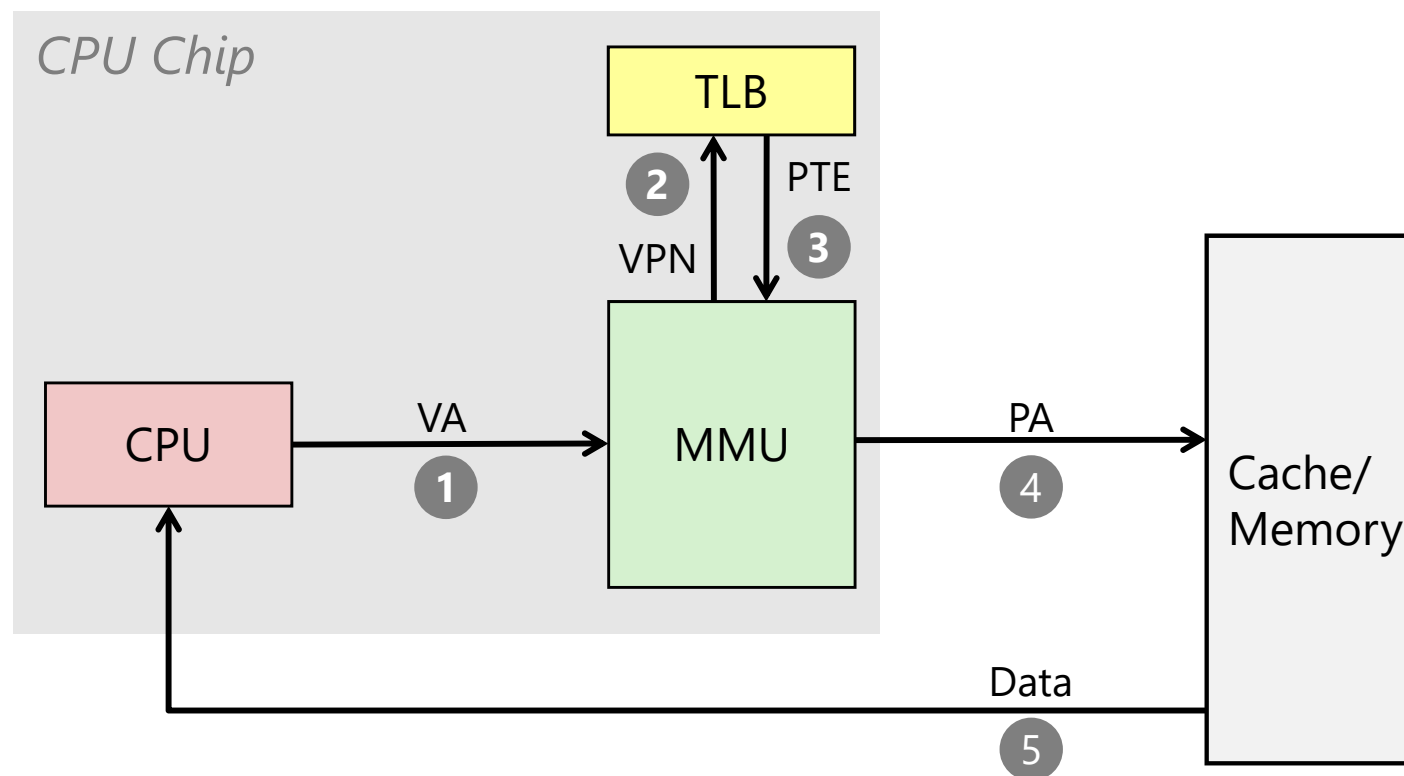 CPU Chip
TLB
2
PTE
VPN
3
CPU
VA
1
MMU
PA
4
Cache/
Memory
Data
5